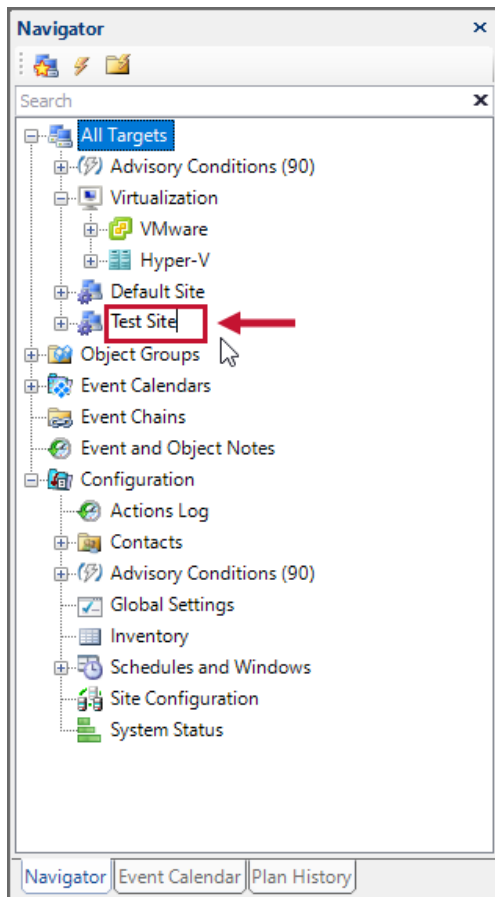 Navigator
Search
All Targets
Advisory Conditions (90)
Virtualization
VMware
Hyper-V
Default Site
Test Site
Object Groups
Event Calendars
Event Chains
Event and Object Notes
Configuration
Actions Log
Contacts
Advisory Conditions (90)
Global Settings
Inventory
Schedules and Windows
Site Configuration
System Status
Navigator Event Calendar Plan History